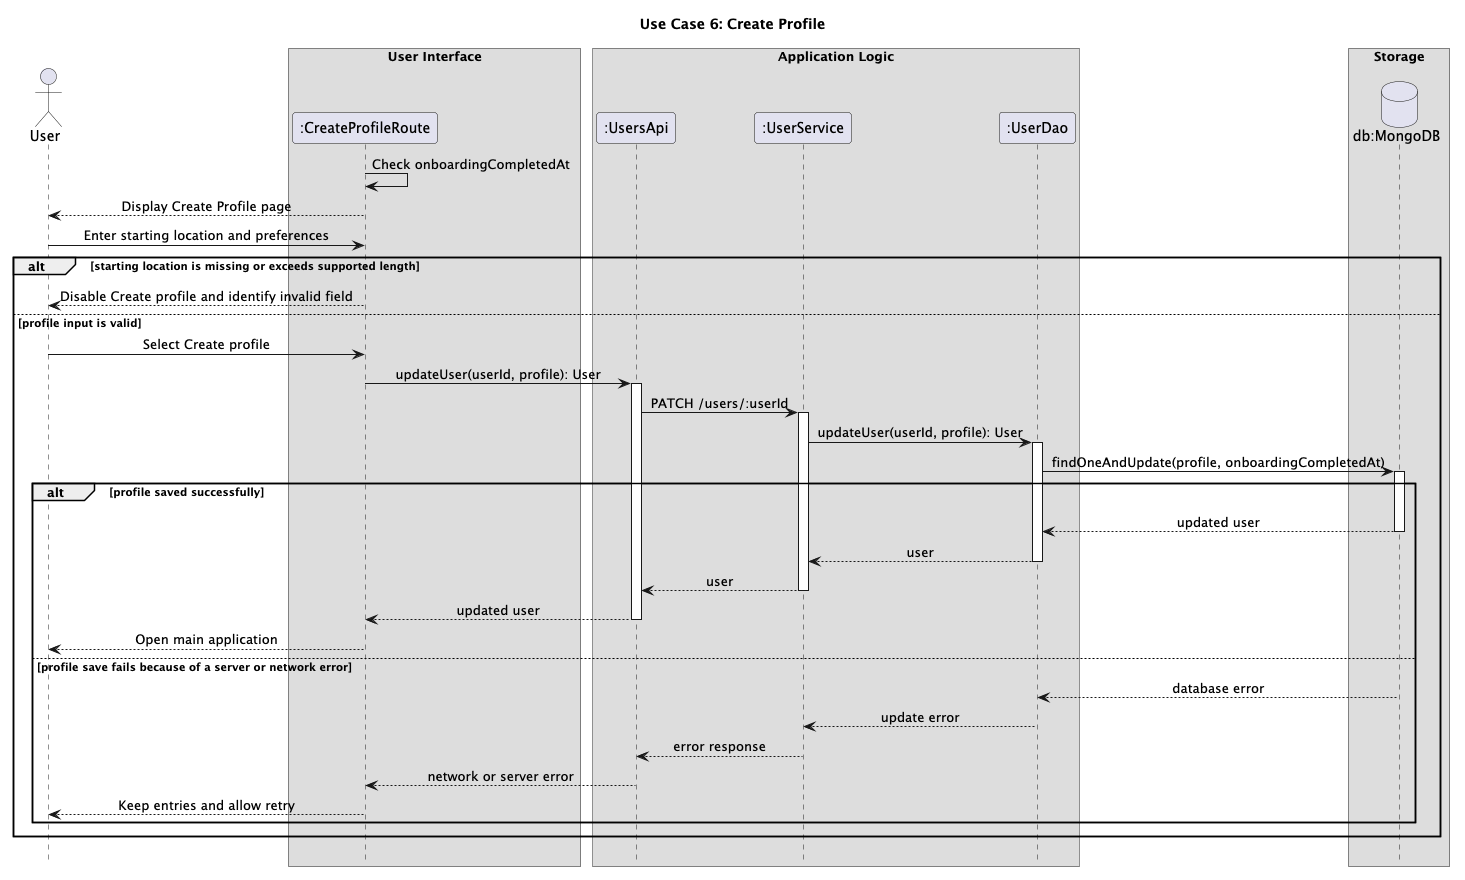 Use Case 6: Create Profile
User Interface
Application Logic
Storage
User
:CreateProfileRoute
:UsersApi
:UserService
:UserDao
db:MongoDB
Check onboardingCompletedAt
Display Create Profile page
Enter starting location and preferences
alt [starting location is missing or exceeds supported length]
Disable Create profile and identify invalid field
[profile input is valid]
Select Create profile
updateUser(userId, profile): User
PATCH /users/:userId
updateUser(userId, profile): User
findOneAndUpdate(profile, onboardingCompletedAt)
alt [profile saved successfully]
updated user
user
user
updated user
Open main application
[profile save fails because of a server or network error]
database error
update error
error response
network or server error
Keep entries and allow retry